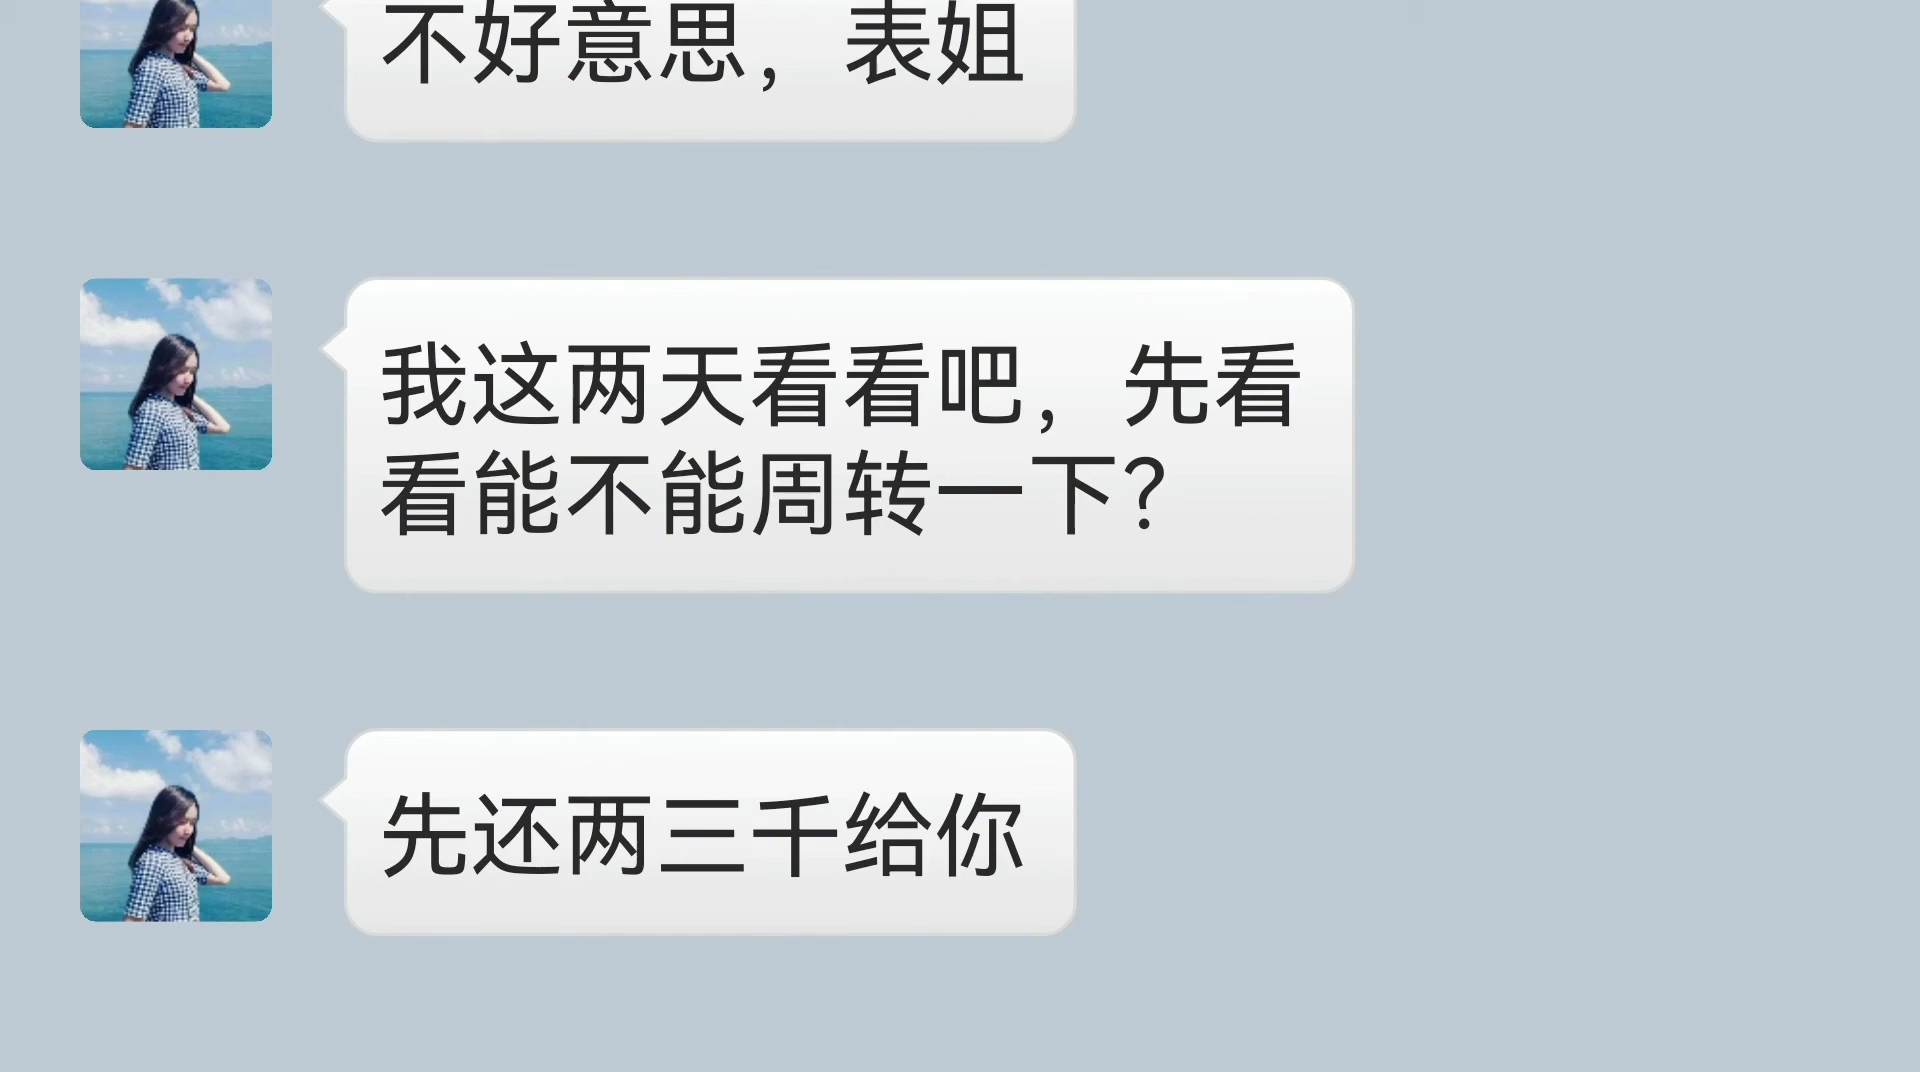 不好意思，表姐
我这两天看看吧，先看
看能不能周转一下？
先还两三千给你